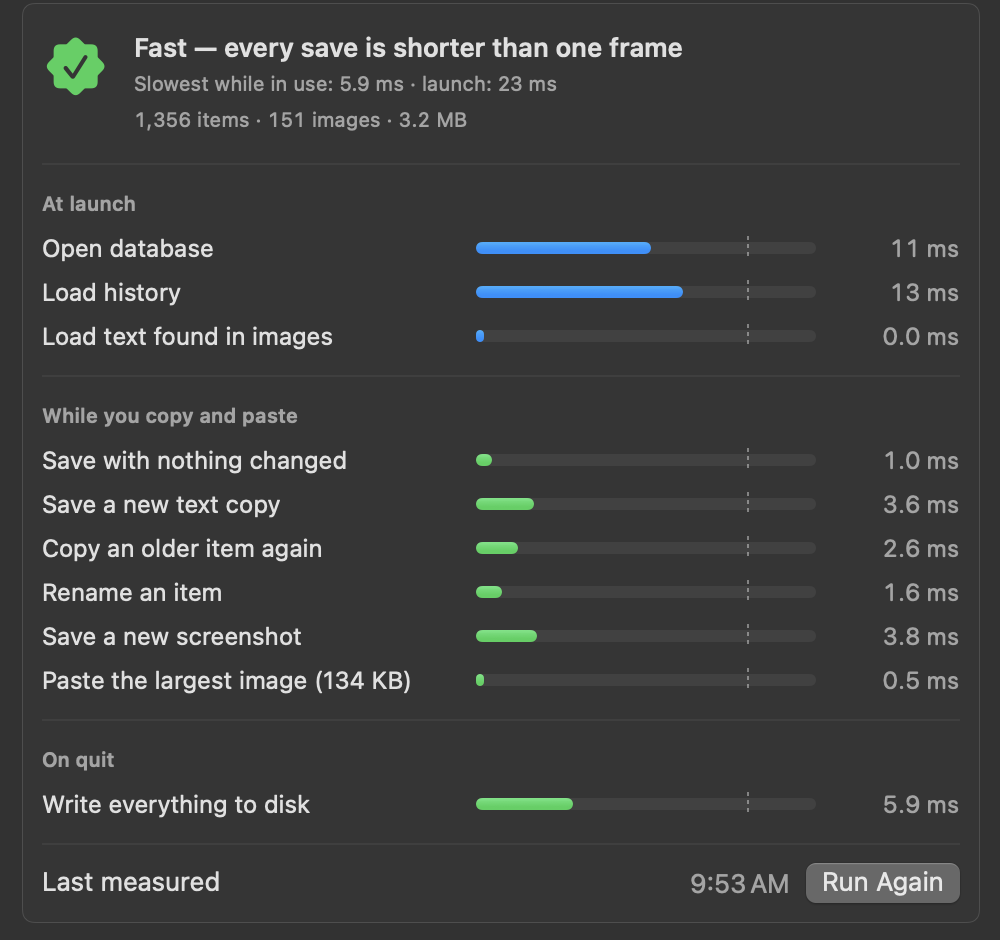 Fast — every save is shorter than one frame
Slowest while in use: 5.9 ms · launch: 23 ms
1,356 items · 151 images · 3.2 MB
At launch
Open database 11 ms
Load history 13 ms
Load text found in images 0.0 ms
While you copy and paste
Save with nothing changed 1.0 ms
Save a new text copy 3.6 ms
Copy an older item again 2.6 ms
Rename an item 1.6 ms
Save a new screenshot 3.8 ms
Paste the largest image (134 KB) 0.5 ms
On quit
Write everything to disk 5.9 ms
Last measured 9:53 AM Run Again